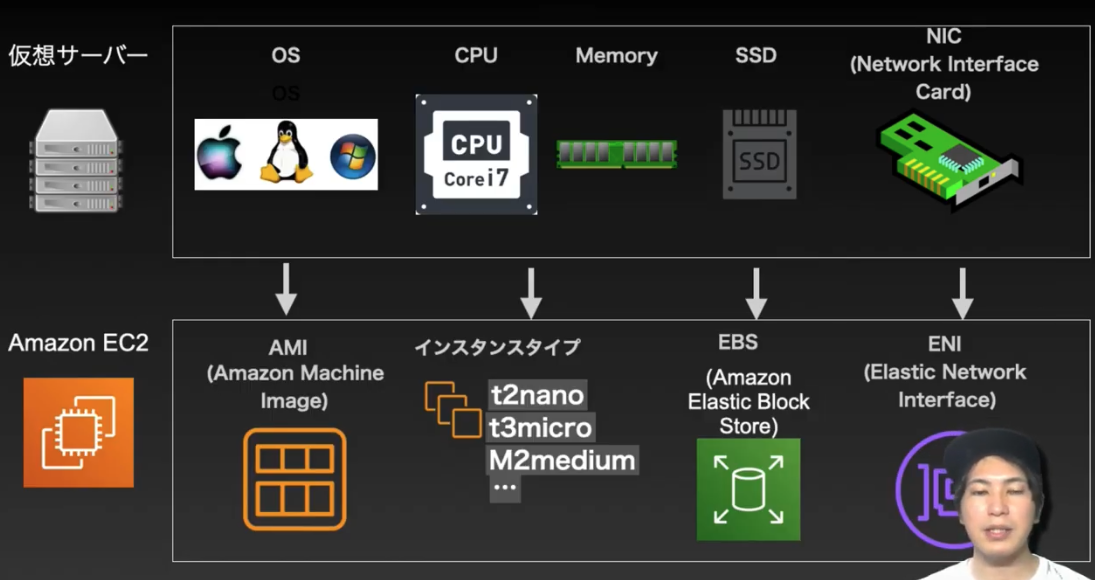 仮想サーバー
OS
OS
CPU
Memory
SSD
NIC
(Network Interface
Card)
CPU
Core i7
SSD
Amazon EC2
AMI
(Amazon Machine
Image)
インスタンスタイプ
t2nano
t3micro
M2medium
...
EBS
(Amazon
Elastic Block
Store)
ENI
(Elastic Network
Interface)